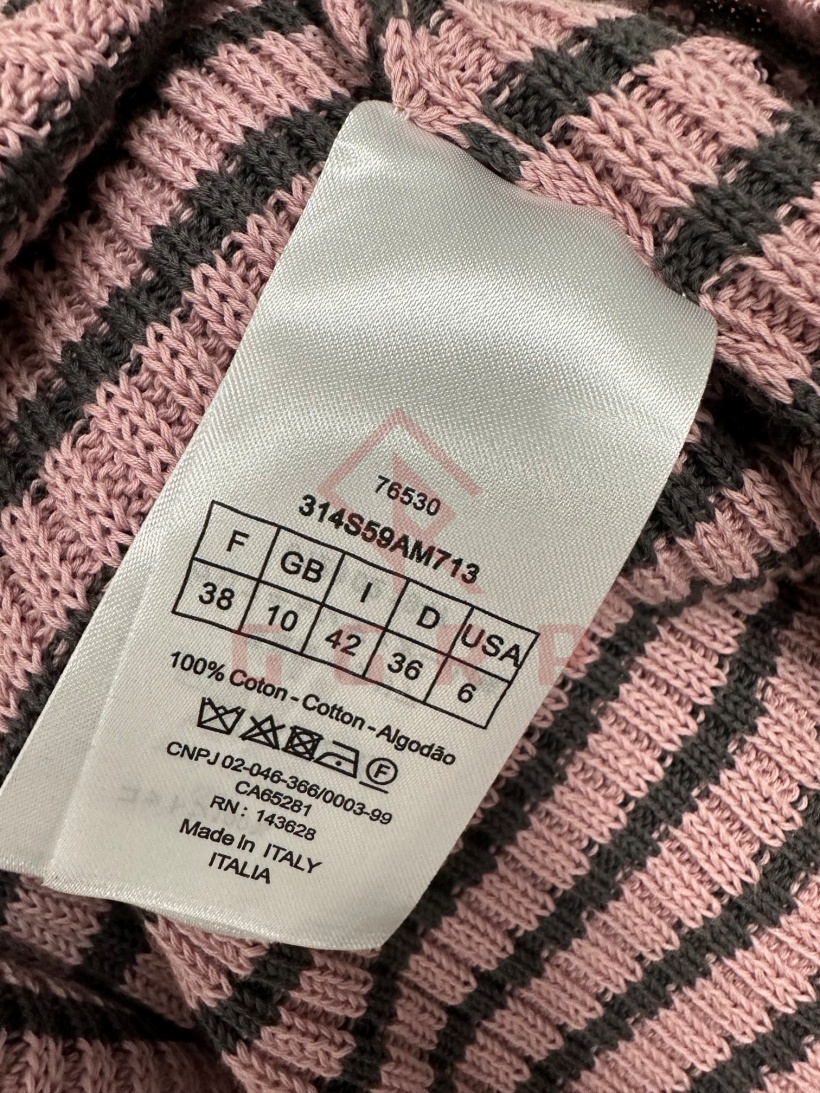 76530
314S59AM713
F GB I D USA
38 10 42 36 6
100% Coton - Cotton - Algodão
F
CNPJ 02-046-366/0003-99
CA65281
RN : 143628
Made in ITALY
ITALIA